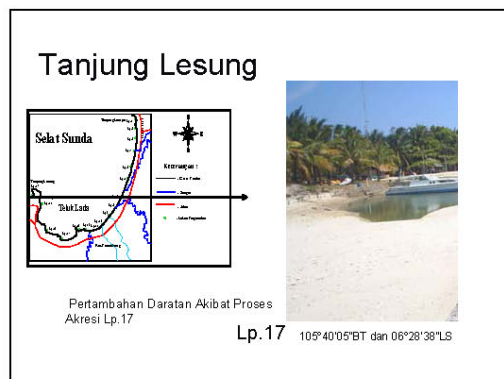 Tanjung Lesung
Selat Sunda
Teluk Lada
Pertambahan Daratan Akibat Proses
Akresi Lp.17
Lp.17 105°40'05"BT dan 06°28'38"LS